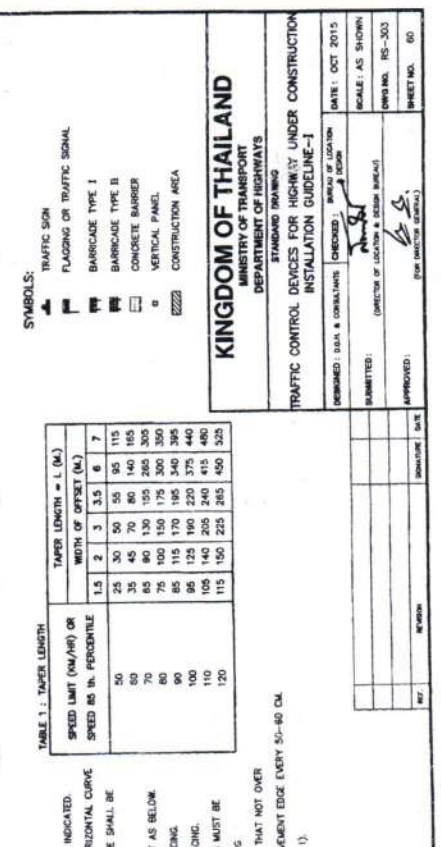 INDICATED.
RIZONTAL CURVE
E SHALL BE
T AS BELOW.
CING.
CING.
MUST BE
G
THAT NOT OVER
VEMENT EDGE EVERY 50-60 CM.
1).
TABLE 1 : TAPER LENGTH
SPEED LIMIT (KM/HR) OR SPEED 85 th. PERCENTILE
TAPER LENGTH = L (M.)
WIDTH OF OFFSET (M.)
1.5 2 3 3.5 6 7
50 25 30 50 55 95 115
60 35 45 70 80 140 165
70 65 90 130 155 265 305
80 75 100 150 175 300 350
90 85 115 170 195 340 395
100 95 125 190 220 375 440
110 105 140 205 240 415 480
120 115 150 225 265 450 525
SYMBOLS:
TRAFFIC SIGN
FLAGGING OR TRAFFIC SIGNAL
BARRICADE TYPE I
BARRICADE TYPE II
CONCRETE BARRIER
VERTICAL PANEL
CONSTRUCTION AREA
KINGDOM OF THAILAND
MINISTRY OF TRANSPORT
DEPARTMENT OF HIGHWAYS
STANDARD DRAWING
TRAFFIC CONTROL DEVICES FOR HIGHWAY UNDER CONSTRUCTION
INSTALLATION GUIDELINE-I
DESIGNED : D.O.H. & CONSULTANTS
CHECKED : BUREAU OF LOCATION & DESIGN
DATE : OCT 2015
SUBMITTED :
(DIRECTOR OF LOCATION & DESIGN BUREAU)
SCALE : AS SHOWN
DWG.NO. RS-303
APPROVED :
(FOR DIRECTOR GENERAL)
SHEET NO. 60
REF. REVISION SIGNATURE DATE